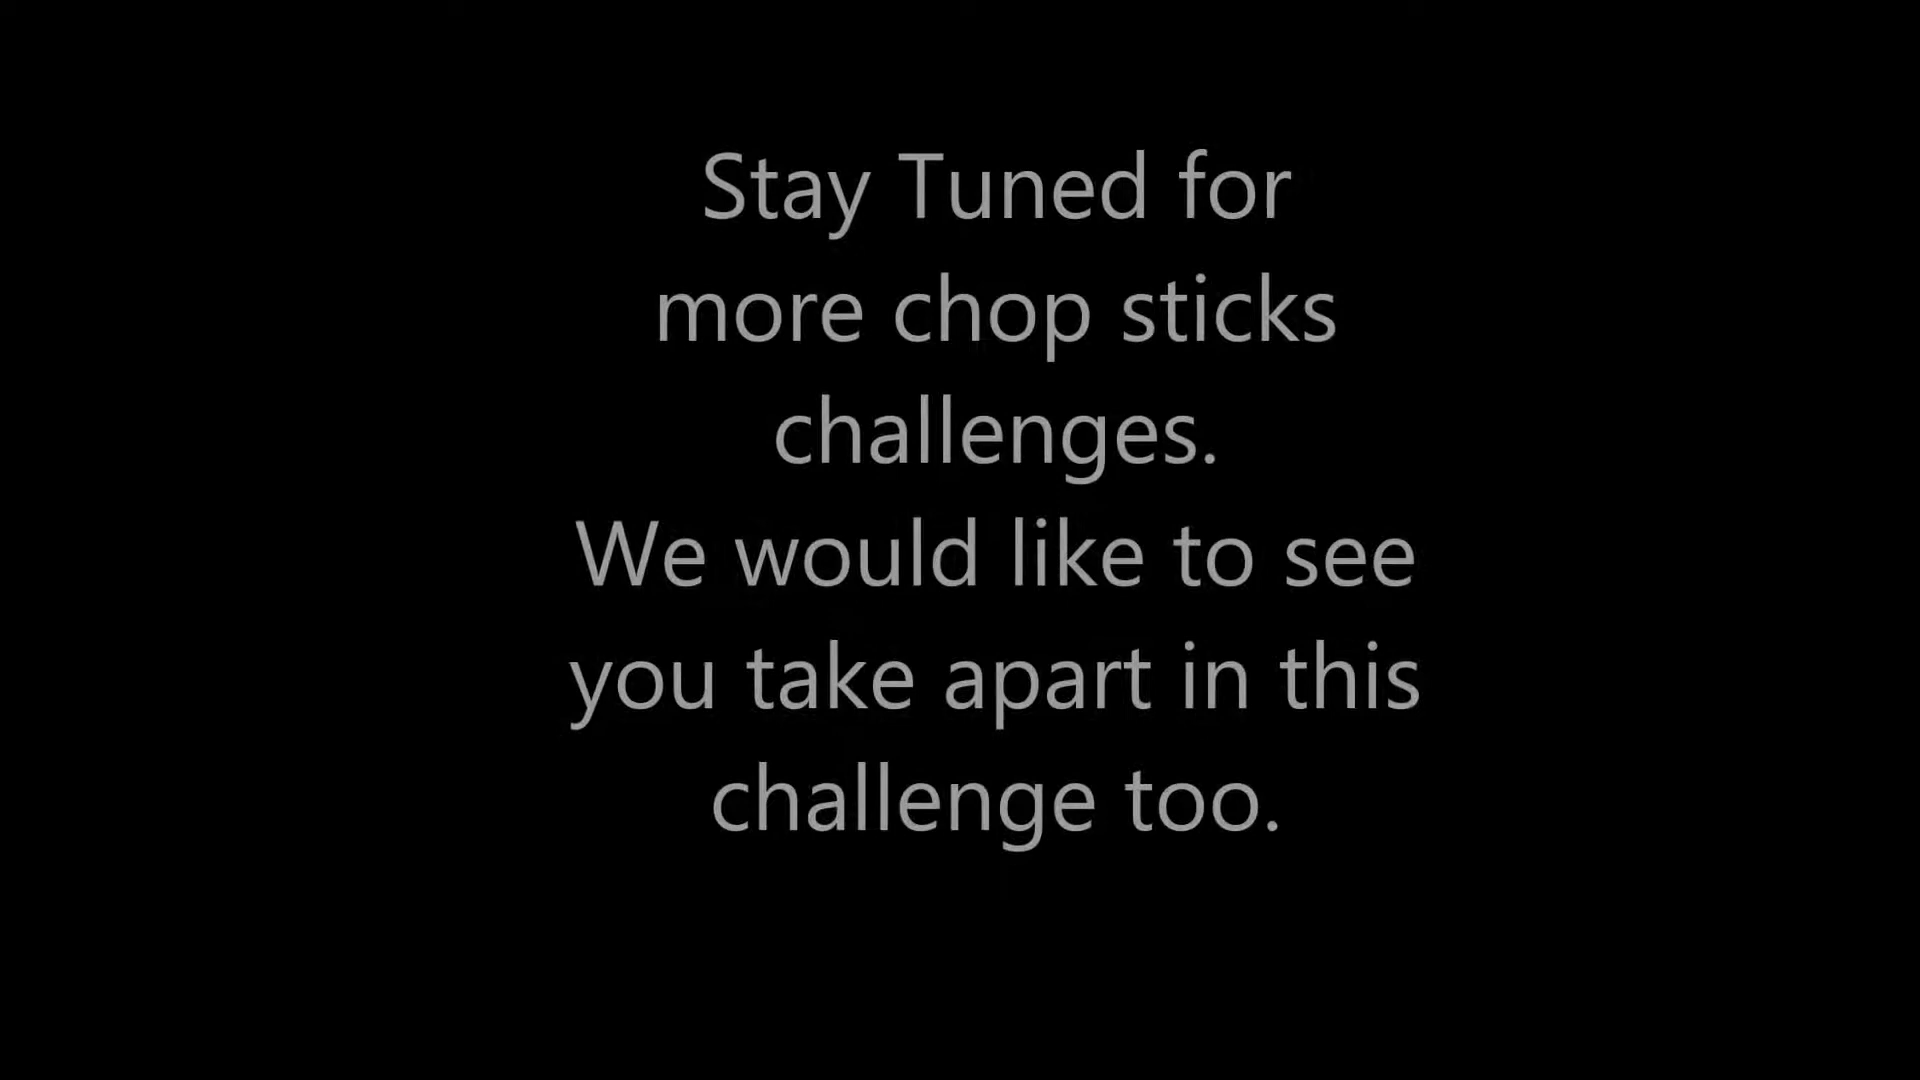 Stay Tuned for
more chop sticks
challenges.
We would like to see
you take apart in this
challenge too.